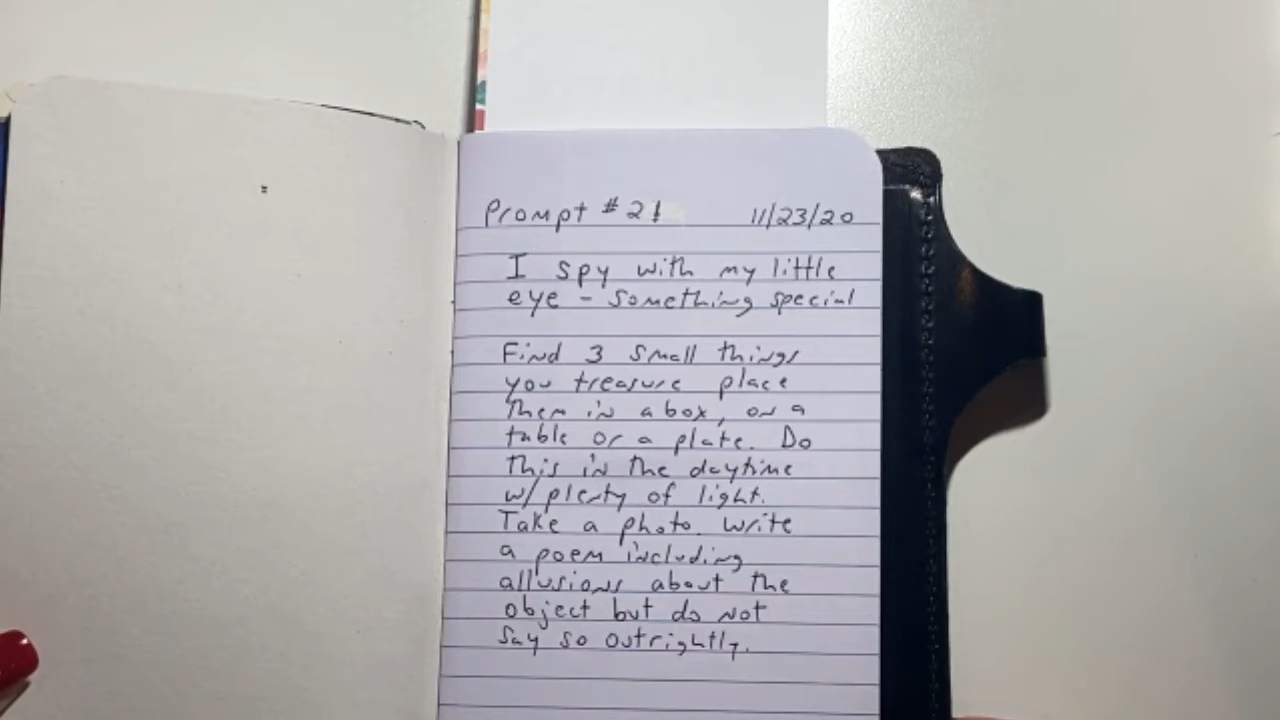 Prompt #21 11/23/20
I spy with my little
eye - something special
Find 3 small things
you treasure place
them in a box, on a
table or a plate. Do
this in the daytime
w/ plenty of light.
Take a photo. Write
a poem including
allusions about the
object but do not
say so outrightly.